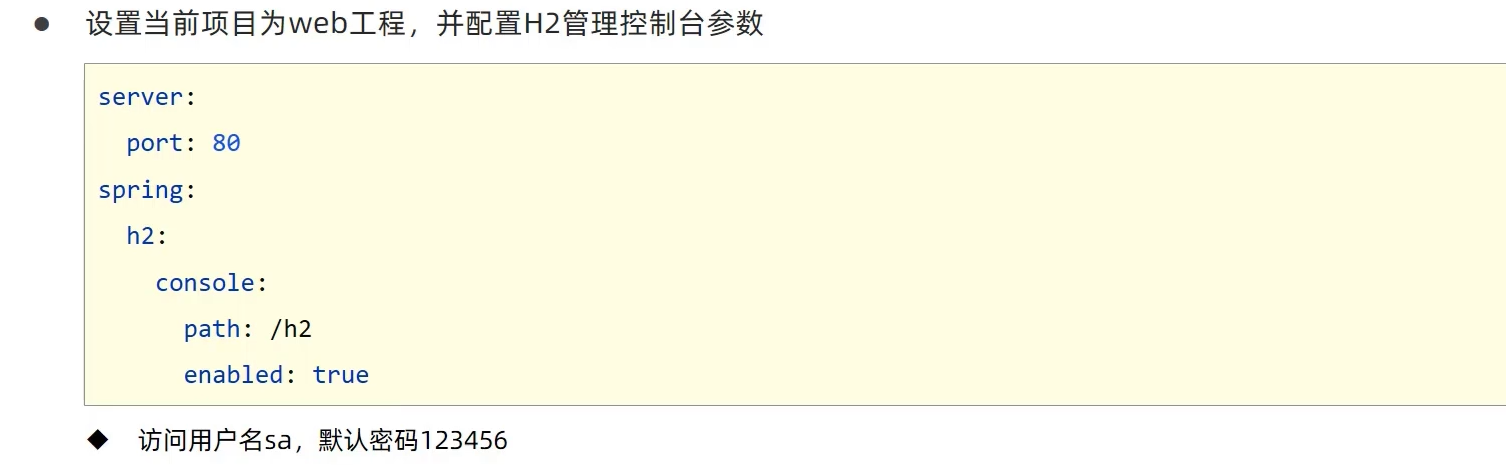 ● 设置当前项目为web工程，并配置H2管理控制台参数
server:
  port: 80
spring:
  h2:
    console:
      path: /h2
      enabled: true
◆ 访问用户名sa，默认密码123456